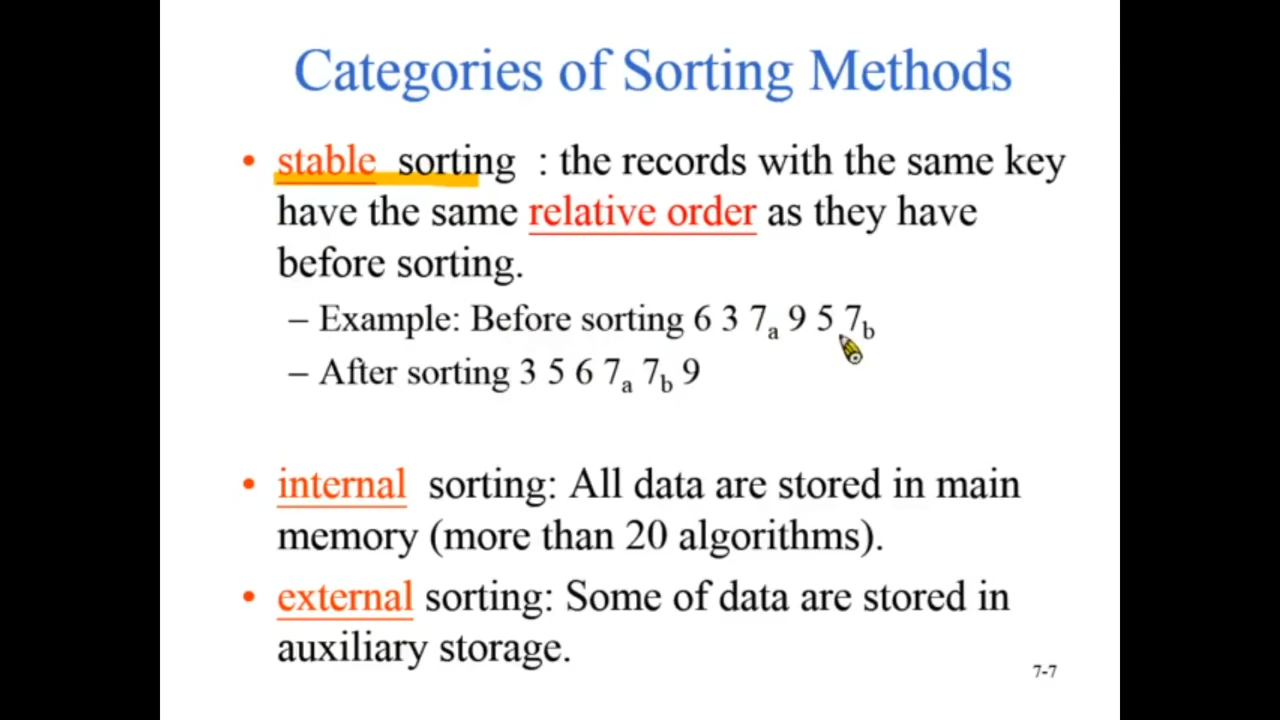 Categories of Sorting Methods
• stable sorting : the records with the same key
have the same relative order as they have
before sorting.
– Example: Before sorting 6 3 7a 9 5 7b
– After sorting 3 5 6 7a 7b 9
• internal sorting: All data are stored in main
memory (more than 20 algorithms).
• external sorting: Some of data are stored in
auxiliary storage.
7-7